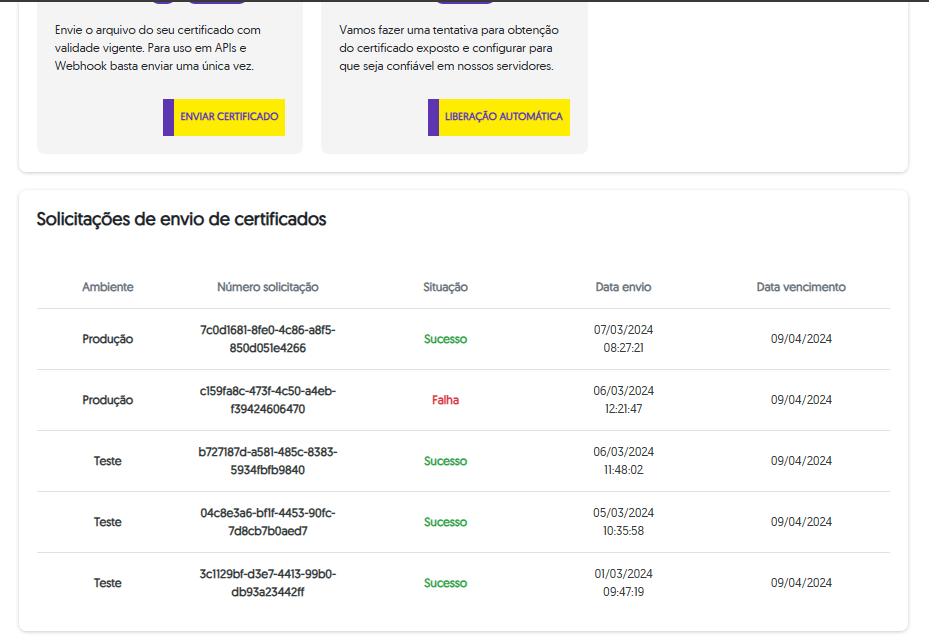 Envie o arquivo do seu certificado com
validade vigente. Para uso em APIs e
Webhook basta enviar uma única vez.
ENVIAR CERTIFICADO
Vamos fazer uma tentativa para obtenção
do certificado exposto e configurar para
que seja confiável em nossos servidores.
LIBERAÇÃO AUTOMÁTICA
Solicitações de envio de certificados
Ambiente Número solicitação Situação Data envio Data vencimento
Produção 7c0d1681-8fe0-4c86-a8f5- Sucesso 07/03/2024 09/04/2024
850d051e4266 08:27:21
Produção c159fa8c-473f-4c50-a4eb- Falha 06/03/2024 09/04/2024
f39424606470 12:21:47
Teste b727187d-a581-485c-8383- Sucesso 06/03/2024 09/04/2024
5934fbfb9840 11:48:02
Teste 04c8e3a6-bf1f-4453-90fc- Sucesso 05/03/2024 09/04/2024
7d8cb7b0aed7 10:35:58
Teste 3c1129bf-d3e7-4413-99b0- Sucesso 01/03/2024 09/04/2024
db93a23442ff 09:47:19